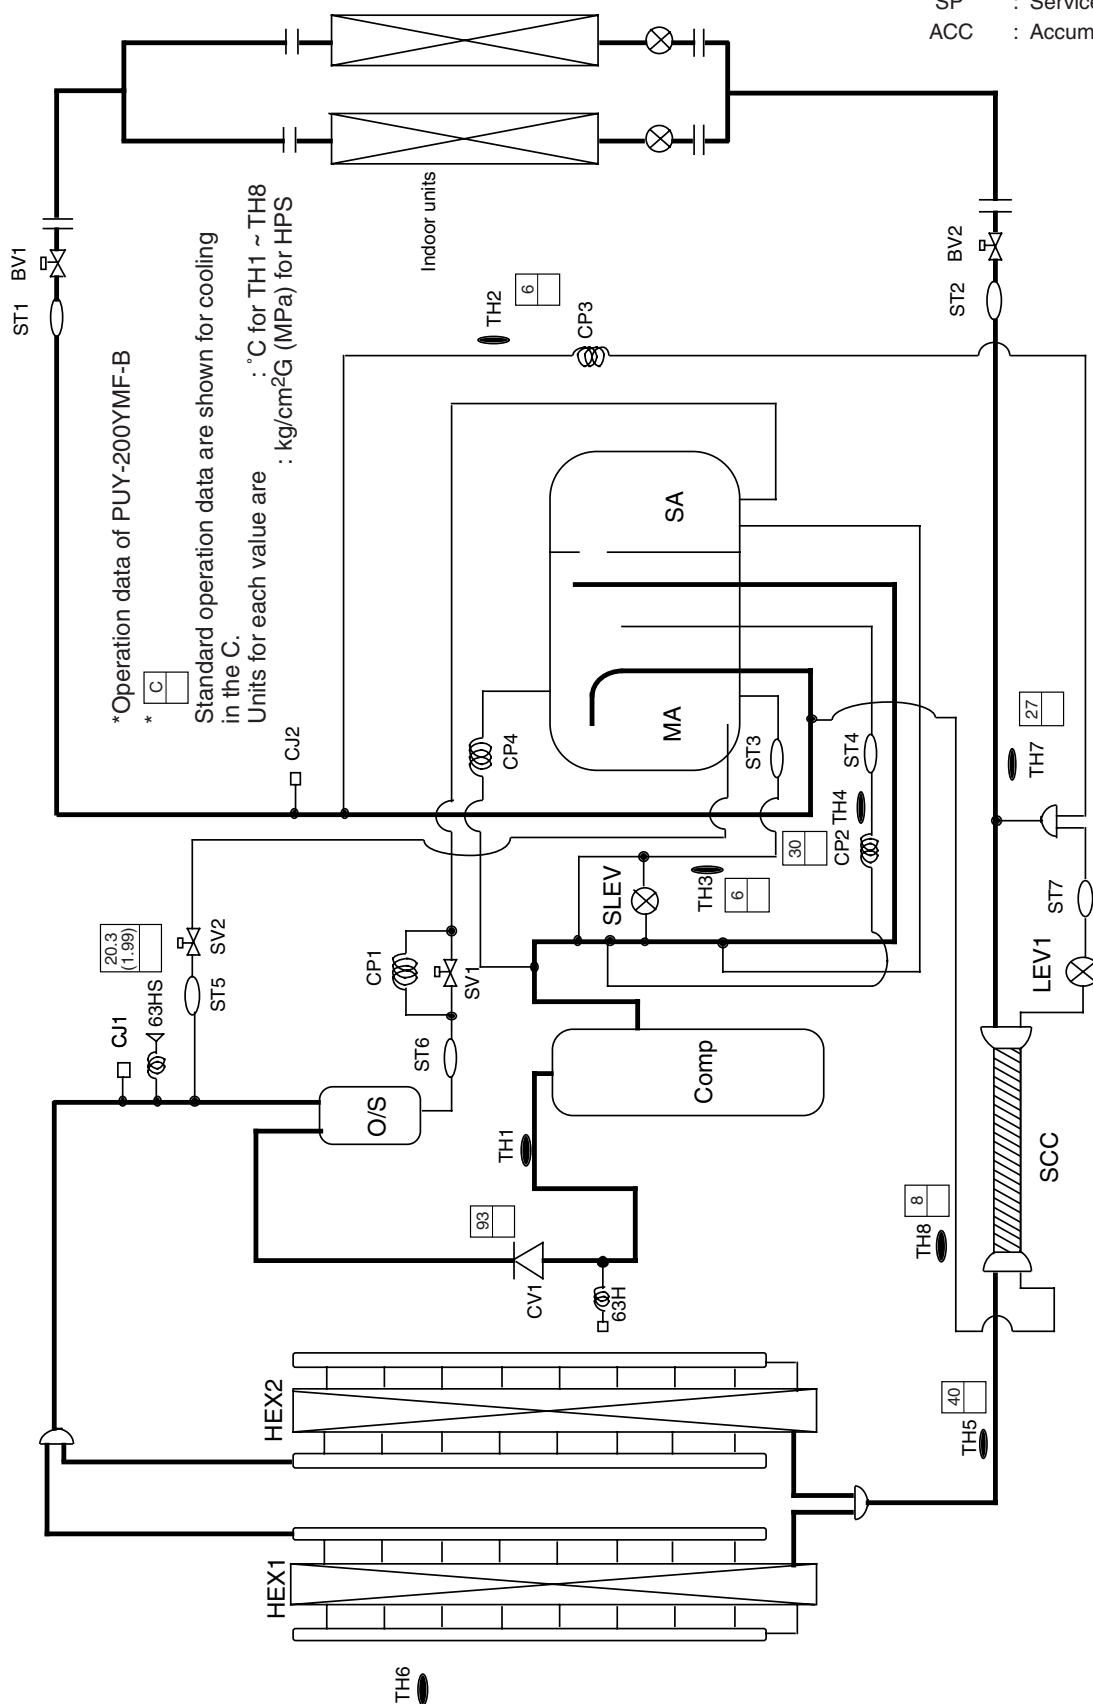 SP : Service
ACC : Accum
*Operation data of PUY-200YMF-B
* C
Standard operation data are shown for cooling
in the C.
Units for each value are : ˚C for TH1 ~ TH8
: kg/cm²G (MPa) for HPS
Indoor units
BV1
ST1
BV2
ST2
TH2
6
CP3
CJ2
CP4
SA
MA
ST3
ST4
TH4
30
CP2
TH3
6
SLEV
TH7
27
ST7
LEV1
20.3
(1.99)
SV2
ST5
63HS
CJ1
CP1
SV1
ST6
O/S
Comp
TH1
93
CV1
63H
SCC
TH8
8
TH5
40
HEX2
HEX1
TH6